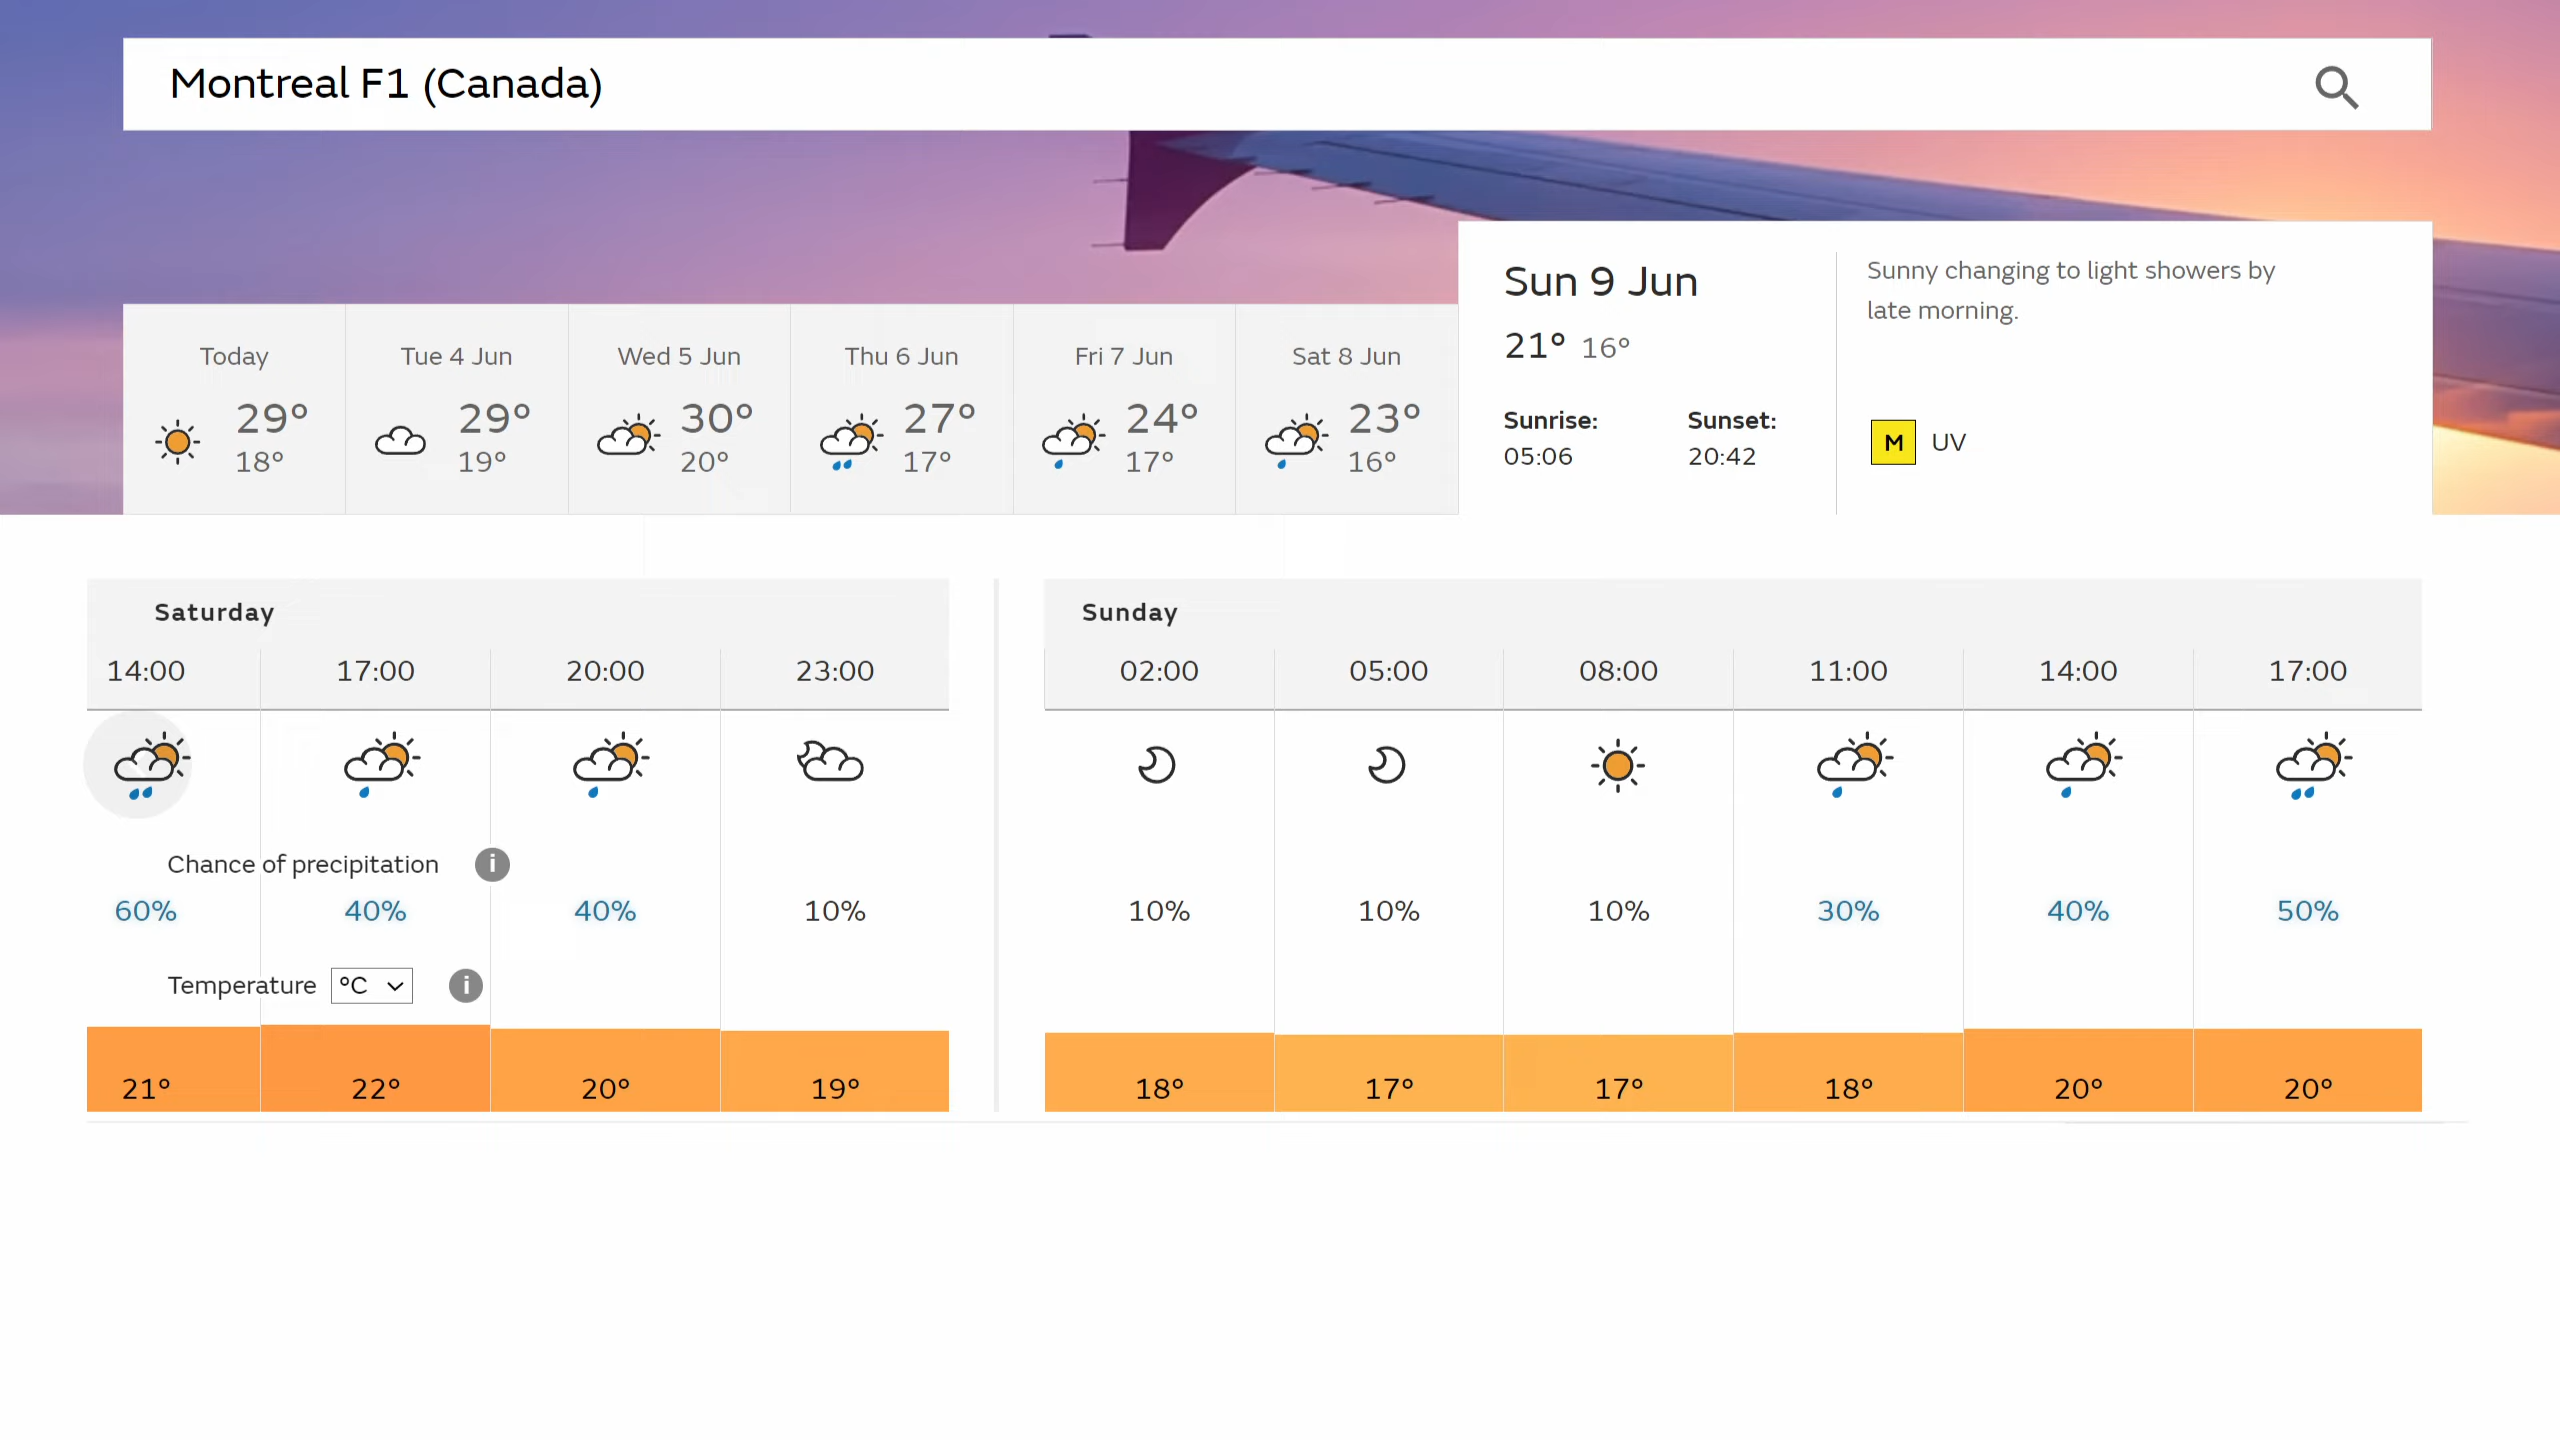 Montreal F1 (Canada)
Today
29°
18°
Tue 4 Jun
29°
19°
Wed 5 Jun
30°
20°
Thu 6 Jun
27°
17°
Fri 7 Jun
24°
17°
Sat 8 Jun
23°
16°
Sun 9 Jun
21° 16°
Sunrise: Sunset:
05:06 20:42
Sunny changing to light showers by
late morning.
M UV
Saturday Sunday
14:00 17:00 20:00 23:00 02:00 05:00 08:00 11:00 14:00 17:00
Chance of precipitation i
60% 40% 40% 10% 10% 10% 10% 30% 40% 50%
Temperature °C i
21° 22° 20° 19° 18° 17° 17° 18° 20° 20°